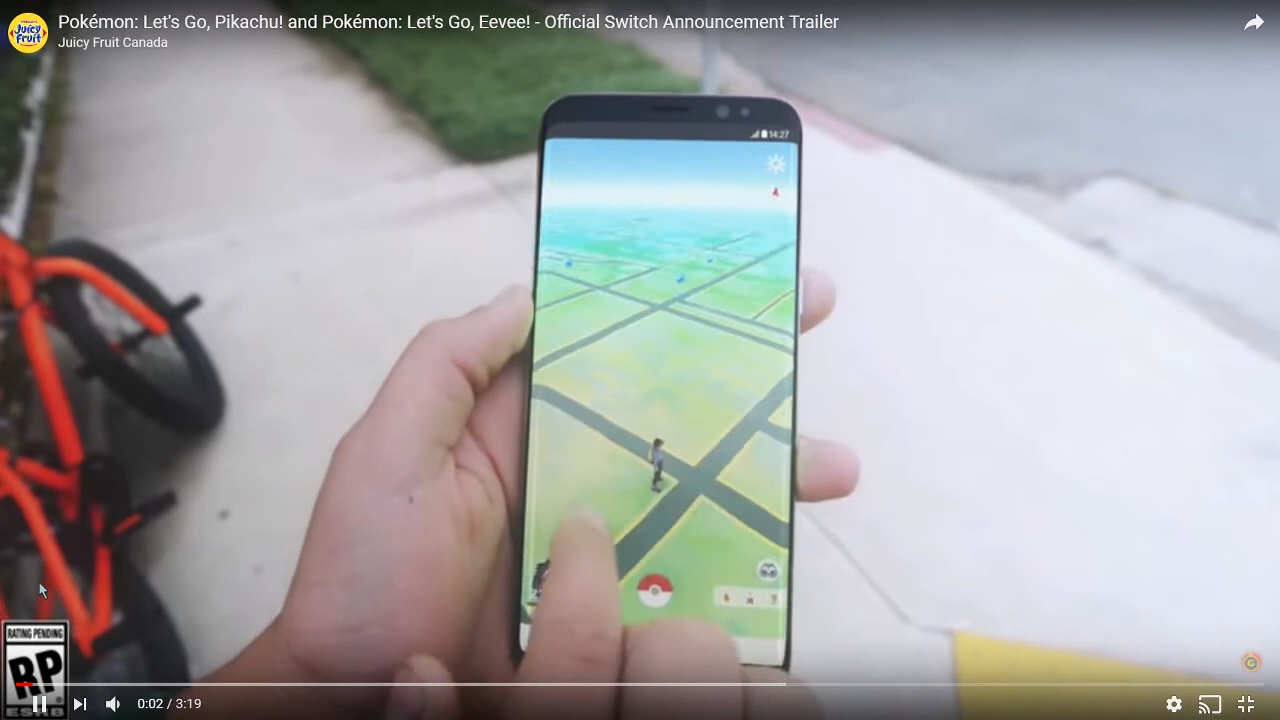 Pokémon: Let's Go, Pikachu! and Pokémon: Let's Go, Eevee! - Official Switch Announcement Trailer
Juicy Fruit
Juicy Fruit Canada
14:27
RATING PENDING
RP
ESRB
0:02 / 3:19
G